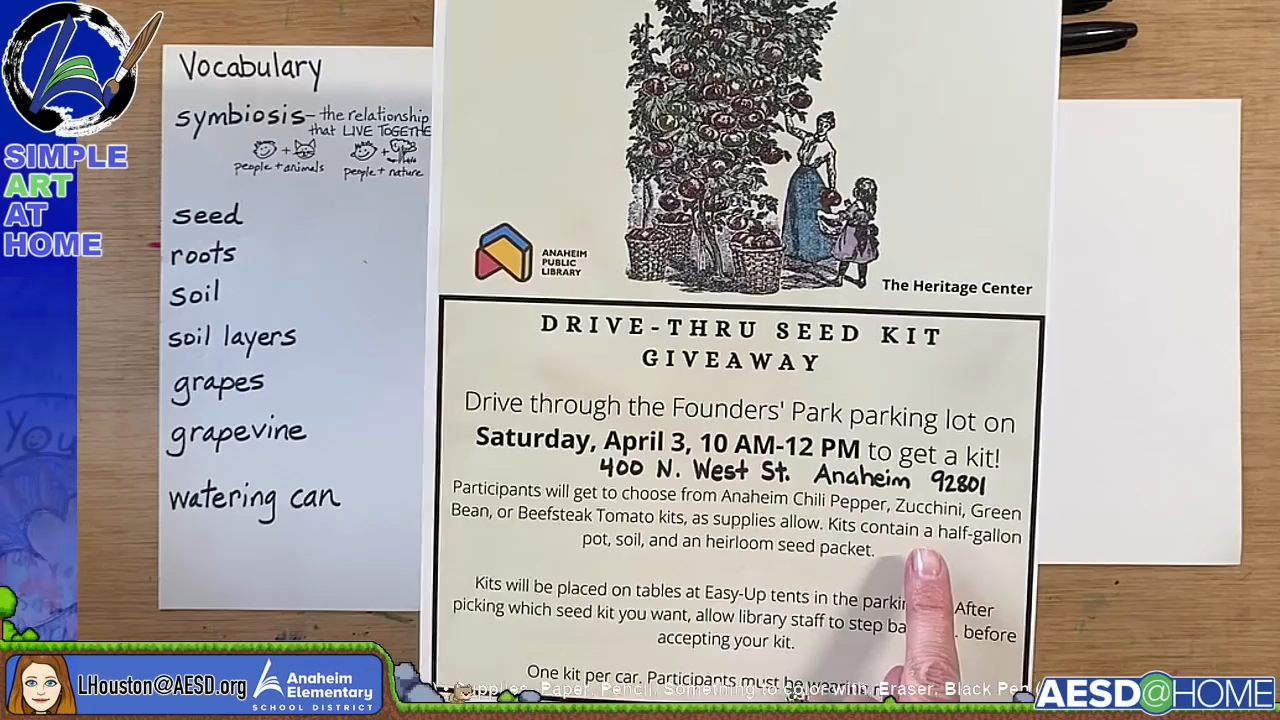 SIMPLE
ART
AT
HOME
Vocabulary
symbiosis - the relationship
that LIVE TOGETHE
people + animals
people + nature
seed
roots
soil
soil layers
grapes
grapevine
watering can
ANAHEIM
PUBLIC
LIBRARY
The Heritage Center
DRIVE-THRU SEED KIT
GIVEAWAY
Drive through the Founders' Park parking lot on
Saturday, April 3, 10 AM-12 PM to get a kit!
400 N. West St. Anaheim 92801
Participants will get to choose from Anaheim Chili Pepper, Zucchini, Green
Bean, or Beefsteak Tomato kits, as supplies allow. Kits contain a half-gallon
pot, soil, and an heirloom seed packet.
Kits will be placed on tables at Easy-Up tents in the After
picking which seed kit you want, allow library staff to step before
accepting your kit.
One kit per car. Participants must be wearing
Supplies: Paper, Pencil, Something to color with, Eraser, Black Pen
You
LHouston@AESD.org
Anaheim
Elementary
SCHOOL DISTRICT
AESD@HOME